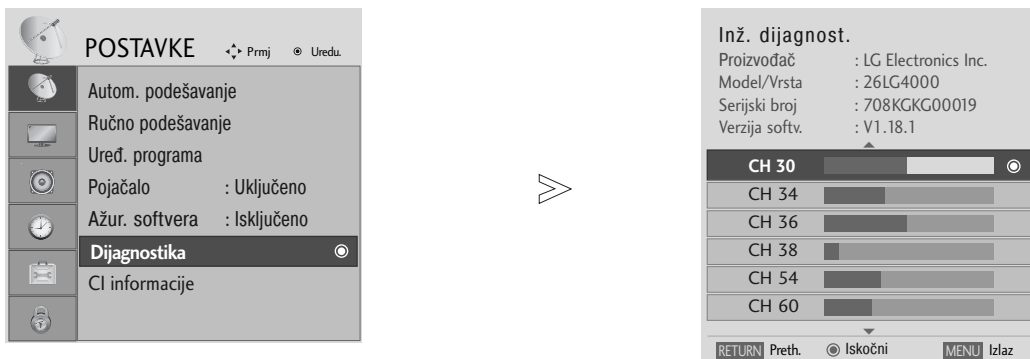 POSTAVKE Prmj Uredu.
Autom. podešavanje
Ručno podešavanje
Uređ. programa
Pojačalo : Uključeno
Ažur. softvera : Isključeno
Dijagnostika
CI informacije
Inž. dijagnost.
Proizvođač : LG Electronics Inc.
Model/Vrsta : 26LG4000
Serijski broj : 708KGKG00019
Verzija softv. : V1.18.1
CH 30
CH 34
CH 36
CH 38
CH 54
CH 60
RETURN Preth. Iskočni MENU Izlaz